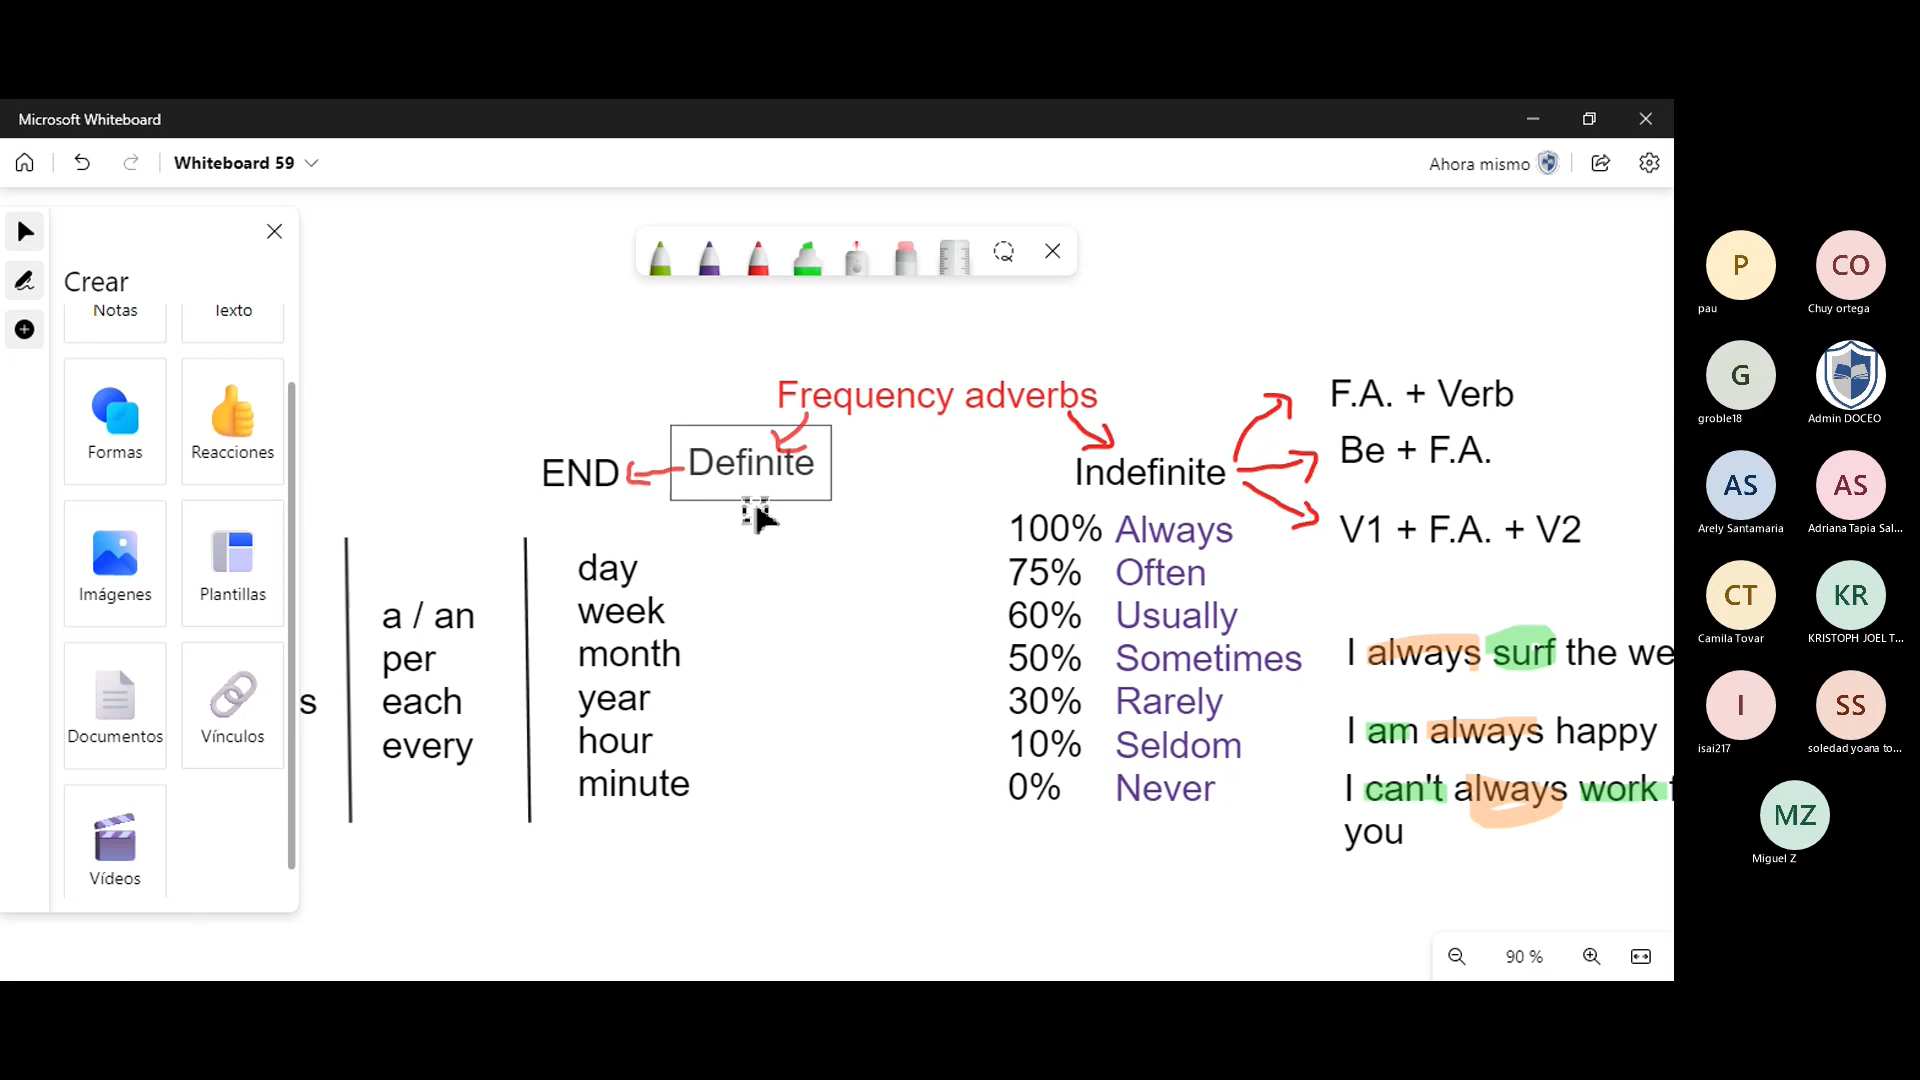 Microsoft Whiteboard
Whiteboard 59
Ahora mismo
Crear
Notas
Texto
Formas
Reacciones
Imágenes
Plantillas
Documentos
Vínculos
Vídeos
Frequency adverbs
END
Definite
Indefinite
F.A. + Verb
Be + F.A.
V1 + F.A. + V2
s
a / an
per
each
every
day
week
month
year
hour
minute
100% Always
75% Often
60% Usually
50% Sometimes
30% Rarely
10% Seldom
0% Never
I always surf the we
I am always happy
I can't always work f
you
90 %
P
pau
CO
Chuy ortega
G
groble18
Admin DOCEO
AS
Arely Santamaria
AS
Adriana Tapia Sal...
CT
Camila Tovar
KR
KRISTOPH JOEL T...
I
isai217
SS
soledad yoana to...
MZ
Miguel Z